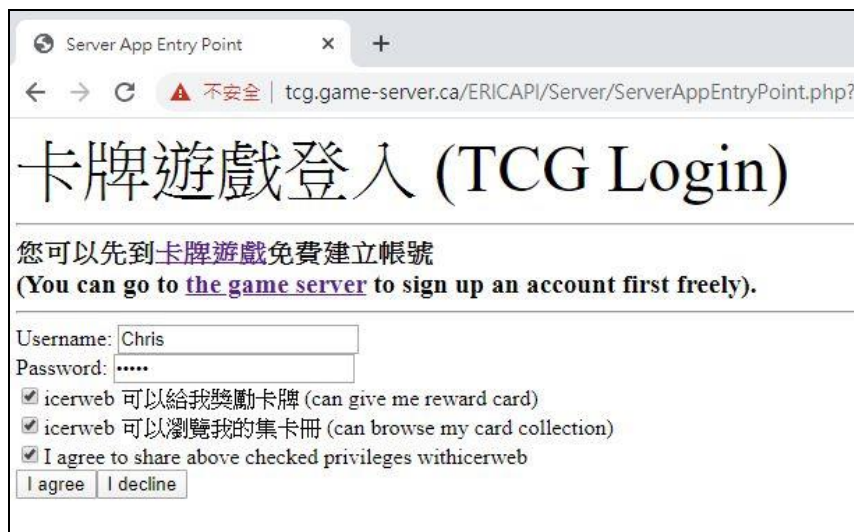 Server App Entry Point
不安全 | tcg.game-server.ca/ERICAPI/Server/ServerAppEntryPoint.php?
卡牌遊戲登入 (TCG Login)
您可以先到卡牌遊戲免費建立帳號
(You can go to the game server to sign up an account first freely).
Username: Chris
Password: •••••
icerweb 可以給我獎勵卡牌 (can give me reward card)
icerweb 可以瀏覽我的集卡冊 (can browse my card collection)
I agree to share above checked privileges withicerweb
I agree I decline